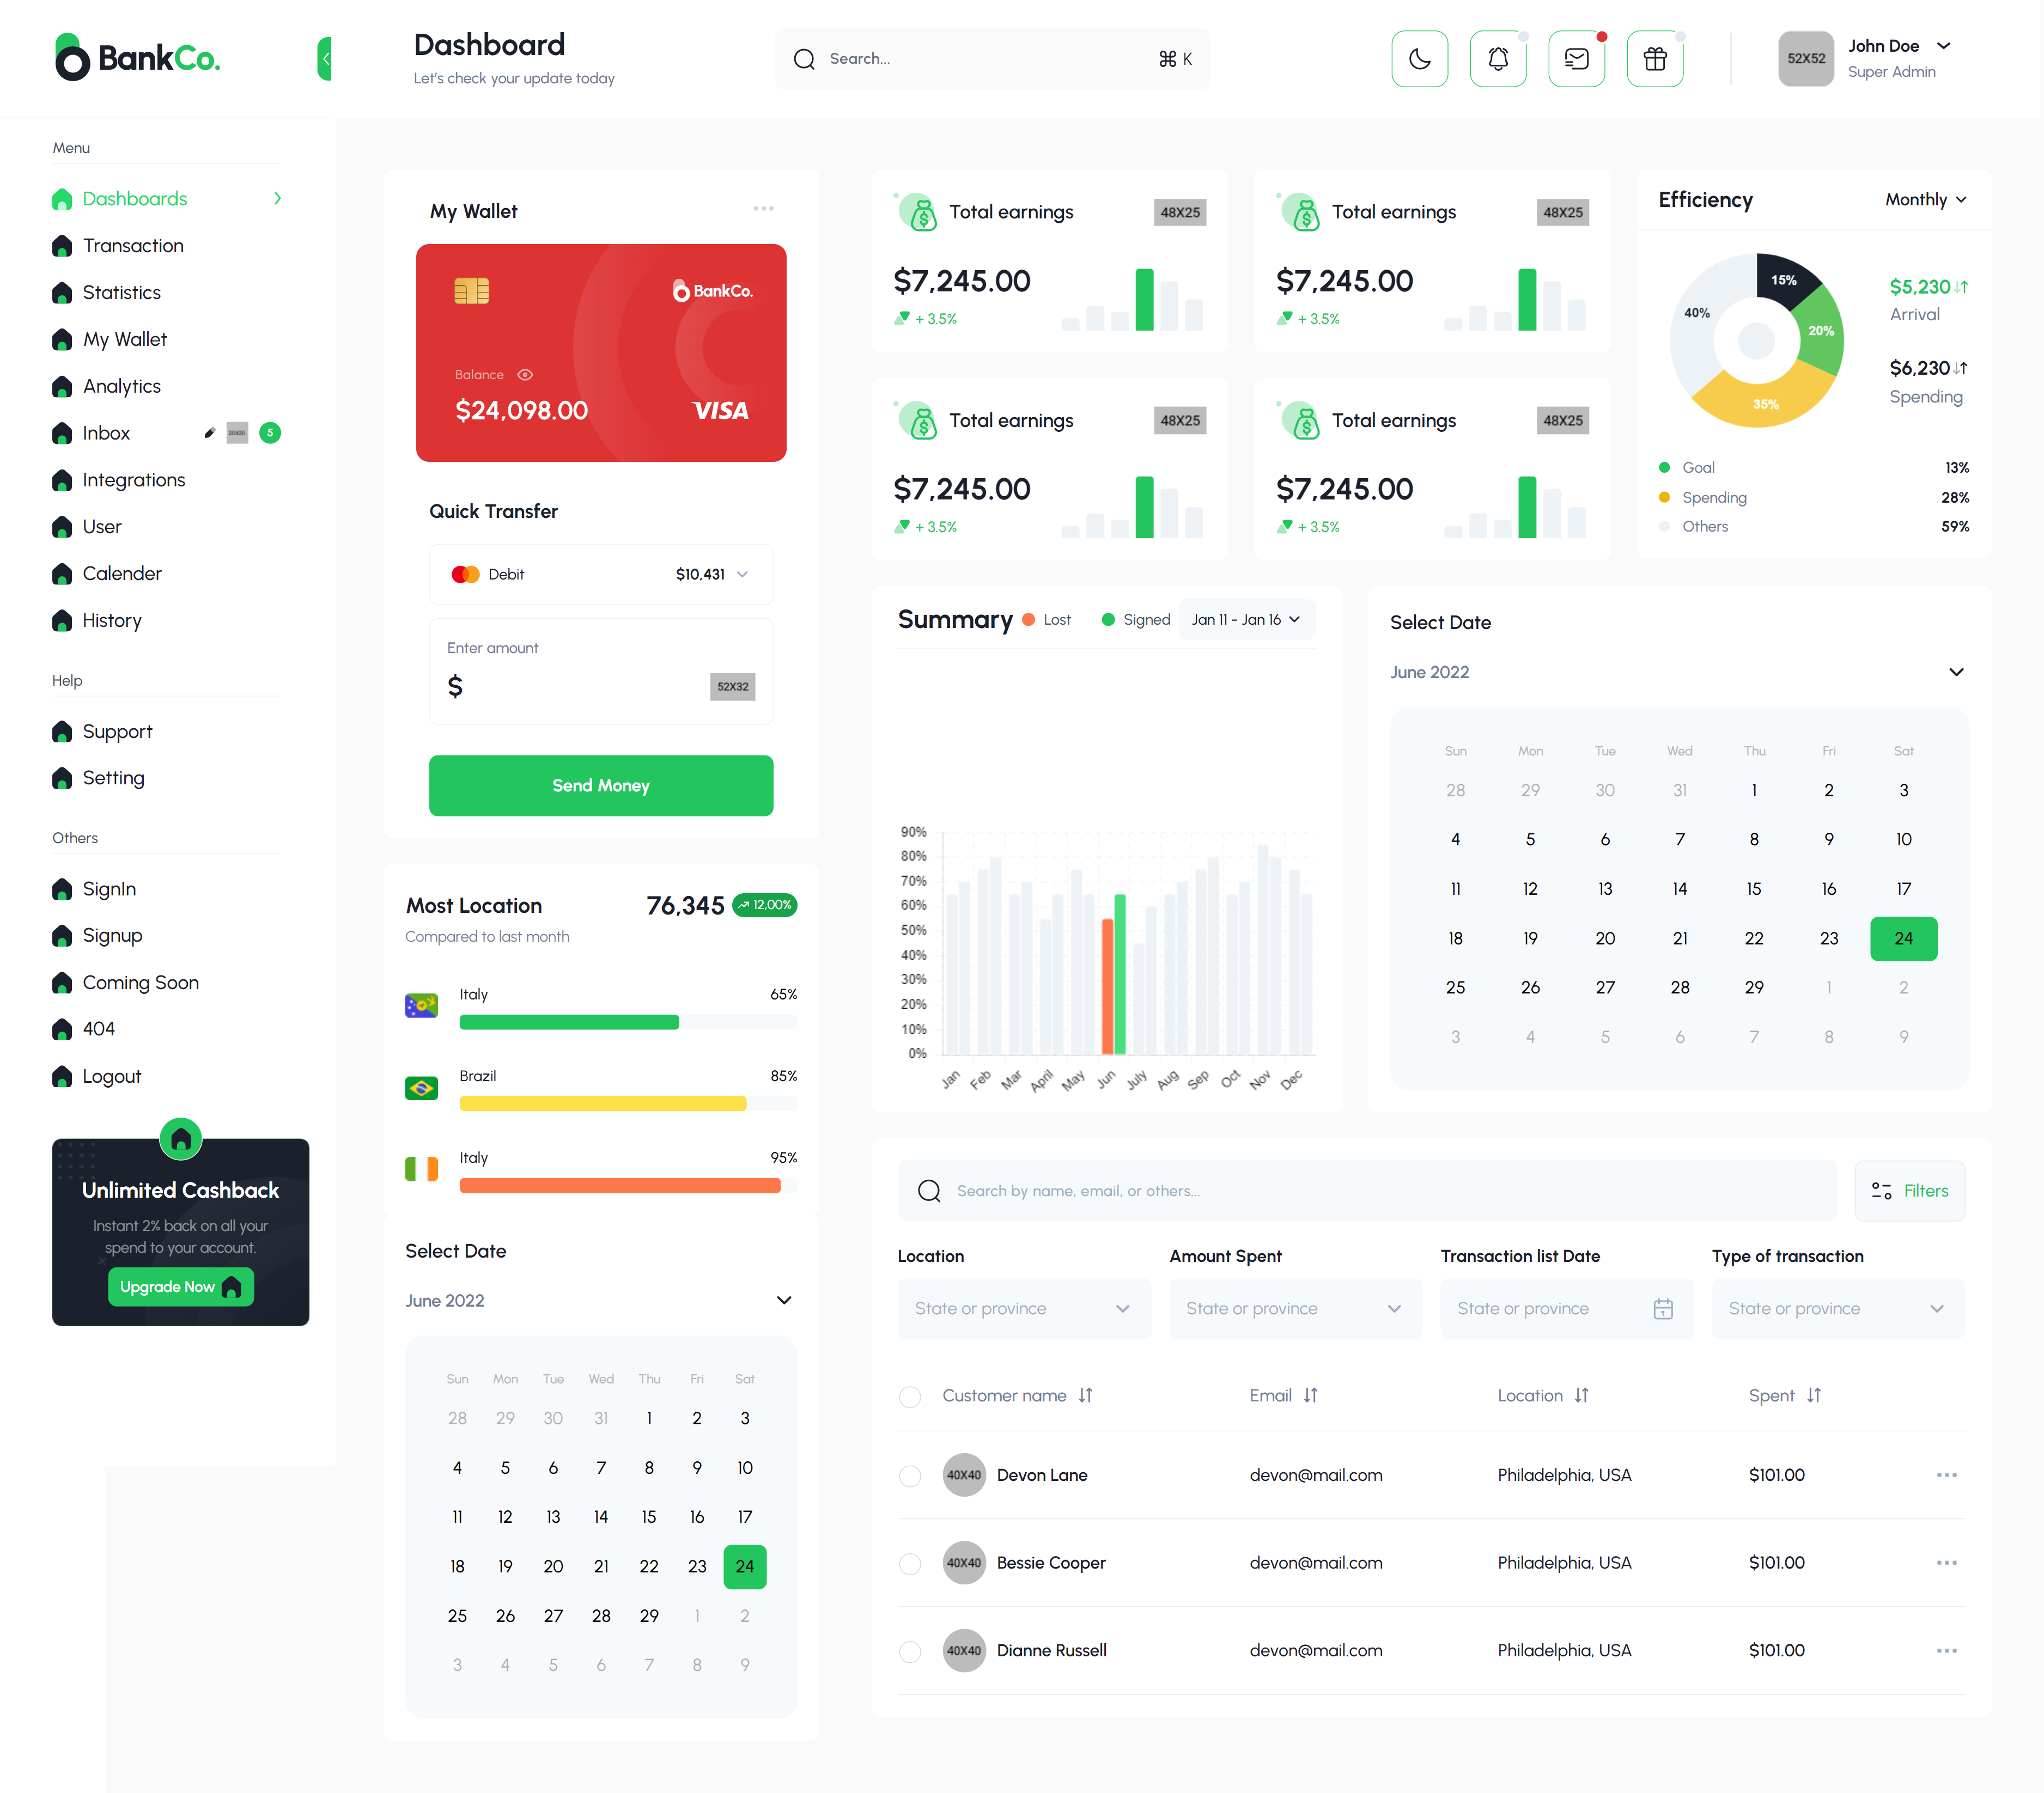 BankCo.
Dashboard
Let's check your update today
Search...
⌘ K
52X52
John Doe
Super Admin
Menu
Dashboards
Transaction
Statistics
My Wallet
Analytics
Inbox
5
Integrations
User
Calender
History
Help
Support
Setting
Others
SignIn
Signup
Coming Soon
404
Logout
Unlimited Cashback
Instant 2% back on all your
spend to your account.
Upgrade Now
My Wallet
BankCo.
Balance
$24,098.00
VISA
Quick Transfer
Debit
$10,431
Enter amount
$
52X32
Send Money
Most Location
76,345
12,00%
Compared to last month
Italy
65%
Brazil
85%
Italy
95%
Select Date
June 2022
Sun Mon Tue Wed Thu Fri Sat
28 29 30 31 1 2 3
4 5 6 7 8 9 10
11 12 13 14 15 16 17
18 19 20 21 22 23 24
25 26 27 28 29 1 2
3 4 5 6 7 8 9
Total earnings
48X25
$7,245.00
+ 3.5%
Total earnings
48X25
$7,245.00
+ 3.5%
Total earnings
48X25
$7,245.00
+ 3.5%
Total earnings
48X25
$7,245.00
+ 3.5%
Efficiency
Monthly
15%
40%
20%
35%
$5,230
Arrival
$6,230
Spending
Goal 13%
Spending 28%
Others 59%
Summary
Lost
Signed
Jan 11 - Jan 16
90%
80%
70%
60%
50%
40%
30%
20%
10%
0%
Jan Feb Mar April May Jun July Aug Sep Oct Nov Dec
Select Date
June 2022
Sun Mon Tue Wed Thu Fri Sat
28 29 30 31 1 2 3
4 5 6 7 8 9 10
11 12 13 14 15 16 17
18 19 20 21 22 23 24
25 26 27 28 29 1 2
3 4 5 6 7 8 9
Search by name, email, or others...
Filters
Location Amount Spent Transaction list Date Type of transaction
State or province State or province State or province State or province
Customer name Email Location Spent
40X40 Devon Lane devon@mail.com Philadelphia, USA $101.00
40X40 Bessie Cooper devon@mail.com Philadelphia, USA $101.00
40X40 Dianne Russell devon@mail.com Philadelphia, USA $101.00